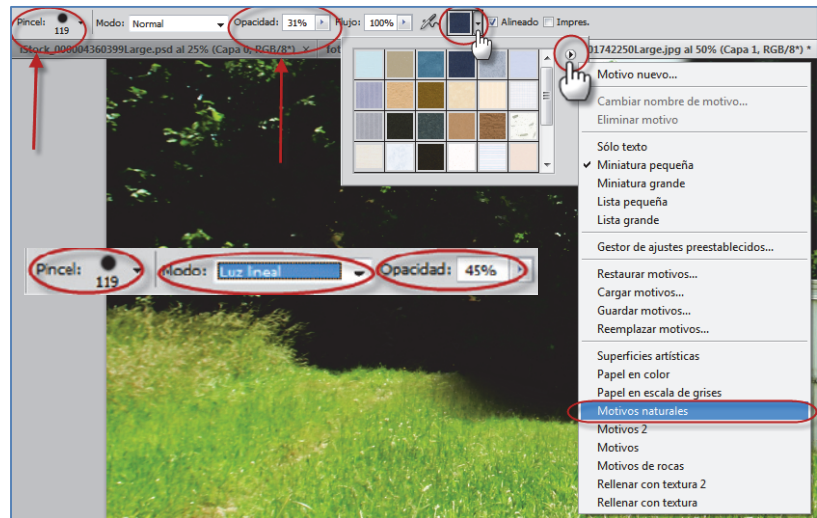 Pincel: 119 Modo: Normal Opacidad: 31% Flujo: 100% Alineado Impres.
iStock_000004360399Large.psd al 25% (Capa 0, RGB/8*) × Tot
01742250Large.jpg al 50% (Capa 1, RGB/8*) *
Motivo nuevo...
Cambiar nombre de motivo...
Eliminar motivo
Sólo texto
Miniatura pequeña
Miniatura grande
Lista pequeña
Lista grande
Gestor de ajustes preestablecidos...
Restaurar motivos...
Cargar motivos...
Guardar motivos...
Reemplazar motivos...
Superficies artísticas
Papel en color
Papel en escala de grises
Motivos naturales
Motivos 2
Motivos
Motivos de rocas
Rellenar con textura 2
Rellenar con textura
Pincel: 119 Modo: Luz lineal Opacidad: 45%